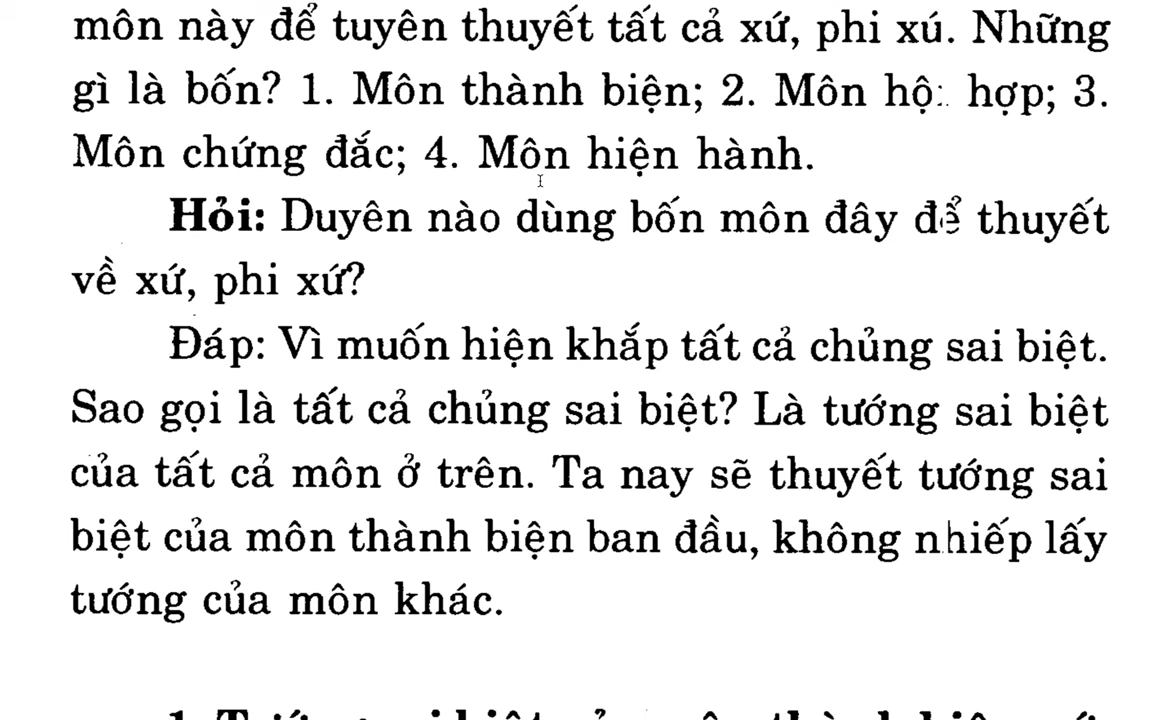 môn này để tuyên thuyết tất cả xứ, phi xú. Những
gì là bốn? 1. Môn thành biện; 2. Môn hợp; 3.
Môn chứng đắc; 4. Môn hiện hành.
Hỏi: Duyên nào dùng bốn môn đây để thuyết
về xứ, phi xứ?
Đáp: Vì muốn hiện khắp tất cả chủng sai biệt.
Sao gọi là tất cả chủng sai biệt? Là tướng sai biệt
của tất cả môn ở trên. Ta nay sẽ thuyết tướng sai
biệt của môn thành biện ban đầu, không nhiếp lấy
tướng của môn khác.